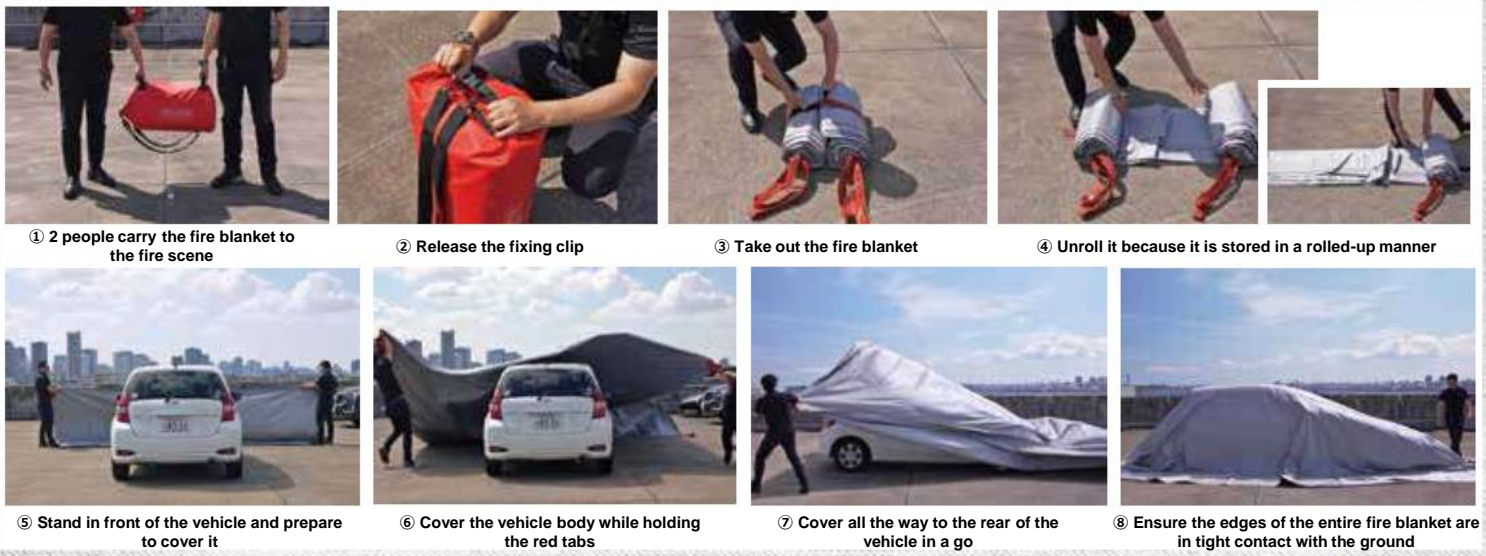 ① 2 people carry the fire blanket to
the fire scene
② Release the fixing clip
③ Take out the fire blanket
④ Unroll it because it is stored in a rolled-up manner
⑤ Stand in front of the vehicle and prepare
to cover it
⑥ Cover the vehicle body while holding
the red tabs
⑦ Cover all the way to the rear of the
vehicle in a go
⑧ Ensure the edges of the entire fire blanket are
in tight contact with the ground